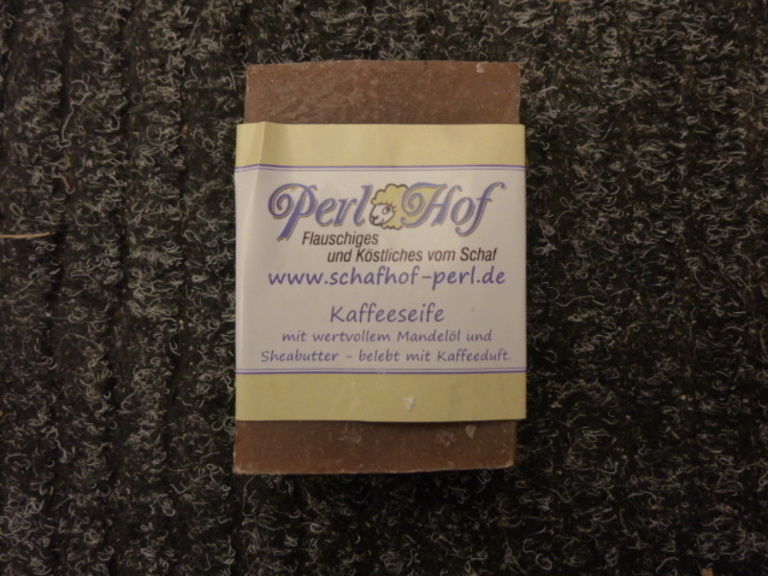 Perl Hof
Flauschiges
und Köstliches vom Schaf
www.schafhof-perl.de
Kaffeeseife
mit wertvollem Mandelöl und
Sheabutter - belebt mit Kaffeeduft.